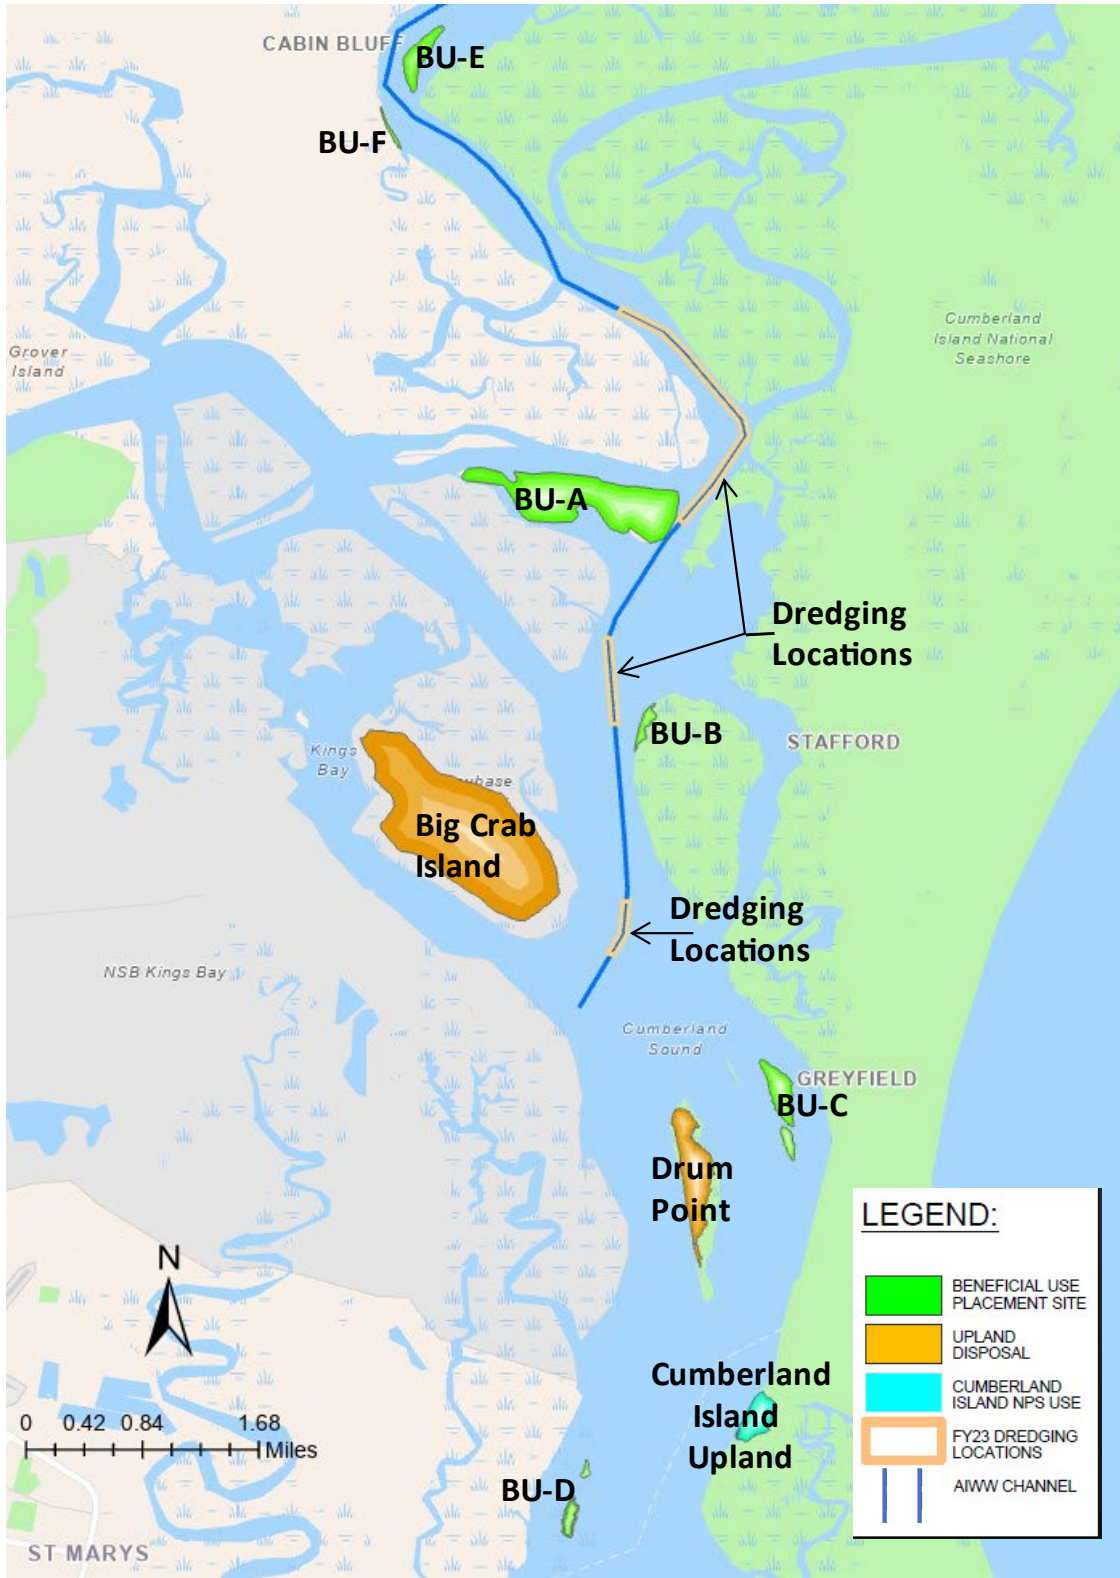 CABIN BLUFF
BU-E
BU-F
Cumberland
Island National
Seashore
Grover
Island
BU-A
Dredging
Locations
BU-B
STAFFORD
Kings
Bay
Big Crab
Island
Dredging
Locations
NSB Kings Bay
Cumberland
Sound
GREYFIELD
BU-C
Drum
Point
LEGEND:
BENEFICIAL USE
PLACEMENT SITE
UPLAND
DISPOSAL
CUMBERLAND
ISLAND NPS USE
FY23 DREDGING
LOCATIONS
AIWW CHANNEL
N
Cumberland
Island
Upland
0 0.42 0.84 1.68
Miles
BU-D
ST MARYS